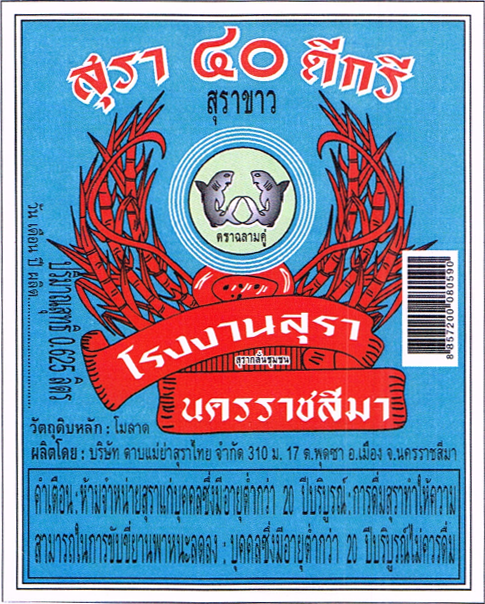 สุรา ๔๐ ดีกรี
สุราขาว
ตราฉลามคู่
วัน เดือน ปี ผลิต
ปริมาณสุทธิ 0.625 ลิตร
8 857200 080590
โรงงานสุรา
สุรากลั่นชุมชน
นครราชสีมา
วัตถุดิบหลัก : โมลาด
ผลิตโดย : บริษัท ดาบแม่ย่าสุราไทย จำกัด 310 ม. 17 ต.พุดซา อ.เมือง จ.นครราชสีมา
คำเตือน : ห้ามจำหน่ายสุราแก่บุคคลซึ่งมีอายุต่ำกว่า 20 ปีบริบูรณ์ : การดื่มสุราทำให้ความ
สามารถในการขับขี่ยานพาหนะลดลง : บุคคลซึ่งมีอายุต่ำกว่า 20 ปีบริบูรณ์ไม่ควรดื่ม